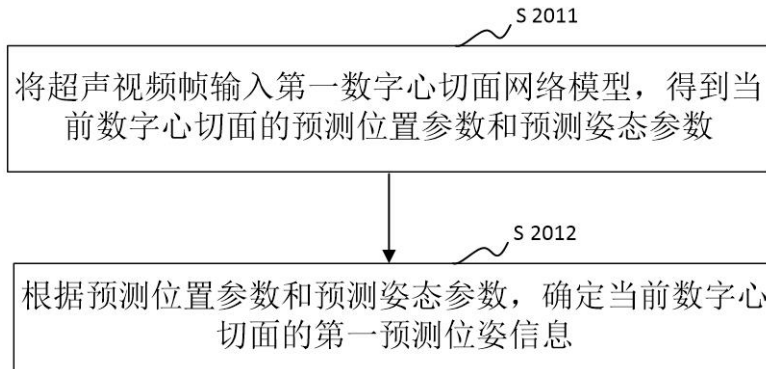 S 2011
将超声视频帧输入第一数字心切面网络模型，得到当
前数字心切面的预测位置参数和预测姿态参数
S 2012
根据预测位置参数和预测姿态参数，确定当前数字心
切面的第一预测位姿信息